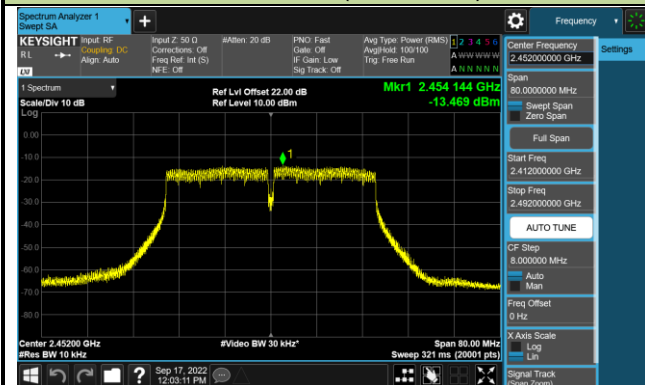 Spectrum Analyzer 1
Swept SA
+
Frequency
KEYSIGHT
RL
LXI
Input: RF
Coupling: DC
Align: Auto
Input Z: 50 Ω
Corrections: Off
Freq Ref: Int (S)
NFE: Off
#Atten: 20 dB
PNO: Fast
Gate: Off
IF Gain: Low
Sig Track: Off
Avg Type: Power (RMS)
Avg|Hold: 100/100
Trig: Free Run
1 2 3 4 5 6
A W W W W W
A N N N N N
1 Spectrum
Scale/Div 10 dB
Log
Ref Lvl Offset 22.00 dB
Ref Level 10.00 dBm
Mkr1 2.454 144 GHz
-13.469 dBm
1
0.00
-10.0
-20.0
-30.0
-40.0
-50.0
-60.0
-70.0
-80.0
Center 2.45200 GHz
#Res BW 10 kHz
#Video BW 30 kHz*
Span 80.00 MHz
Sweep 321 ms (20001 pts)
Sep 17, 2022
12:03:11 PM
?
Center Frequency
2.452000000 GHz
Settings
Span
80.0000000 MHz
Swept Span
Zero Span
Full Span
Start Freq
2.412000000 GHz
Stop Freq
2.492000000 GHz
AUTO TUNE
CF Step
8.000000 MHz
Auto
Man
Freq Offset
0 Hz
X Axis Scale
Log
Lin
Signal Track
(Span Zoom)